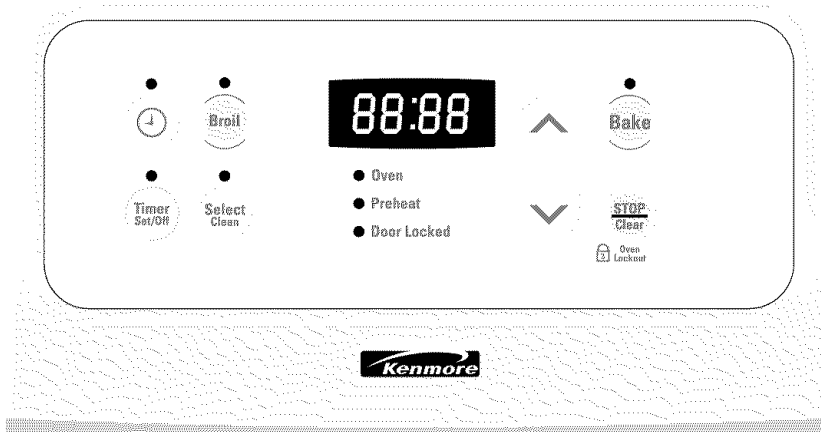 88:88
Broil
Bake
Oven
Preheat
Door Locked
Timer
Set/Off
Select
Clean
STOP
Clear
Oven
Lockout
Kenmore